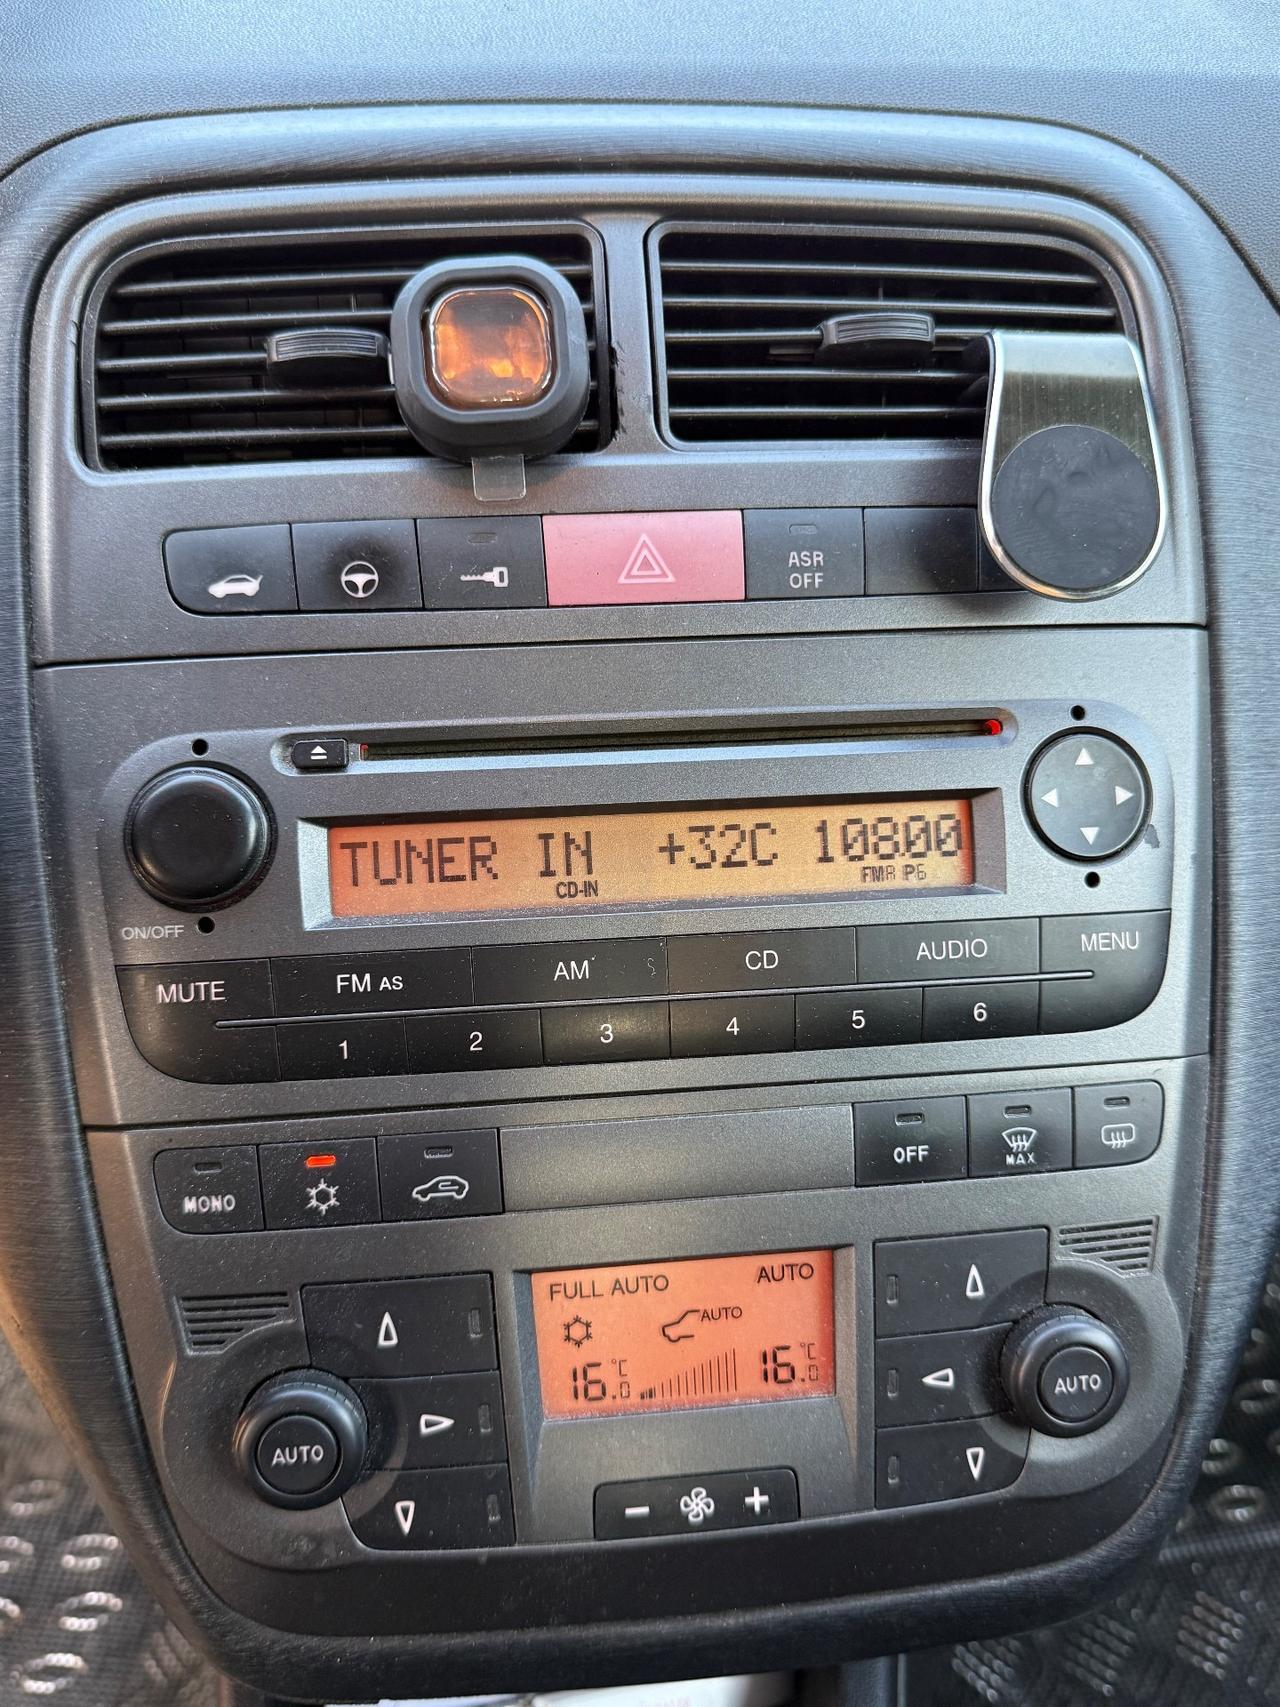 ASR
OFF
TUNER IN +32C 108.00
CD-IN FM P6
ON/OFF
MUTE FM AS AM CD AUDIO MENU
1 2 3 4 5 6
MONO OFF MAX
FULL AUTO AUTO
AUTO
16.0 °C 16.0 °C
AUTO AUTO
- +